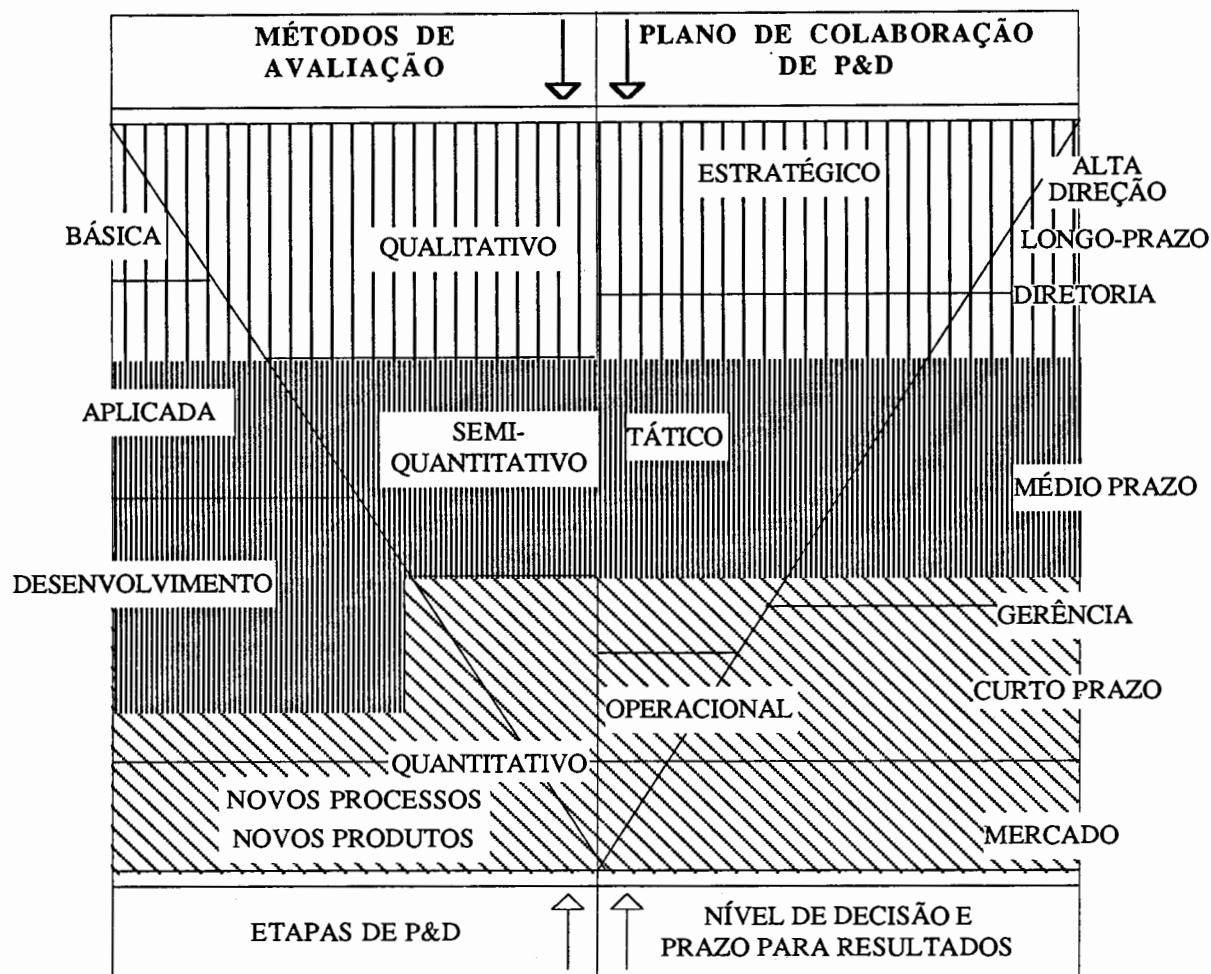 MÉTODOS DE
AVALIAÇÃO
PLANO DE COLABORAÇÃO
DE P&D
ESTRATÉGICO
ALTA
DIREÇÃO
BÁSICA
QUALITATIVO
LONGO-PRAZO
DIRETORIA
APLICADA
SEMI-
QUANTITATIVO
TÁTICO
MÉDIO PRAZO
DESENVOLVIMENTO
GERÊNCIA
OPERACIONAL
CURTO PRAZO
QUANTITATIVO
NOVOS PROCESSOS
NOVOS PRODUTOS
MERCADO
ETAPAS DE P&D
NÍVEL DE DECISÃO E
PRAZO PARA RESULTADOS